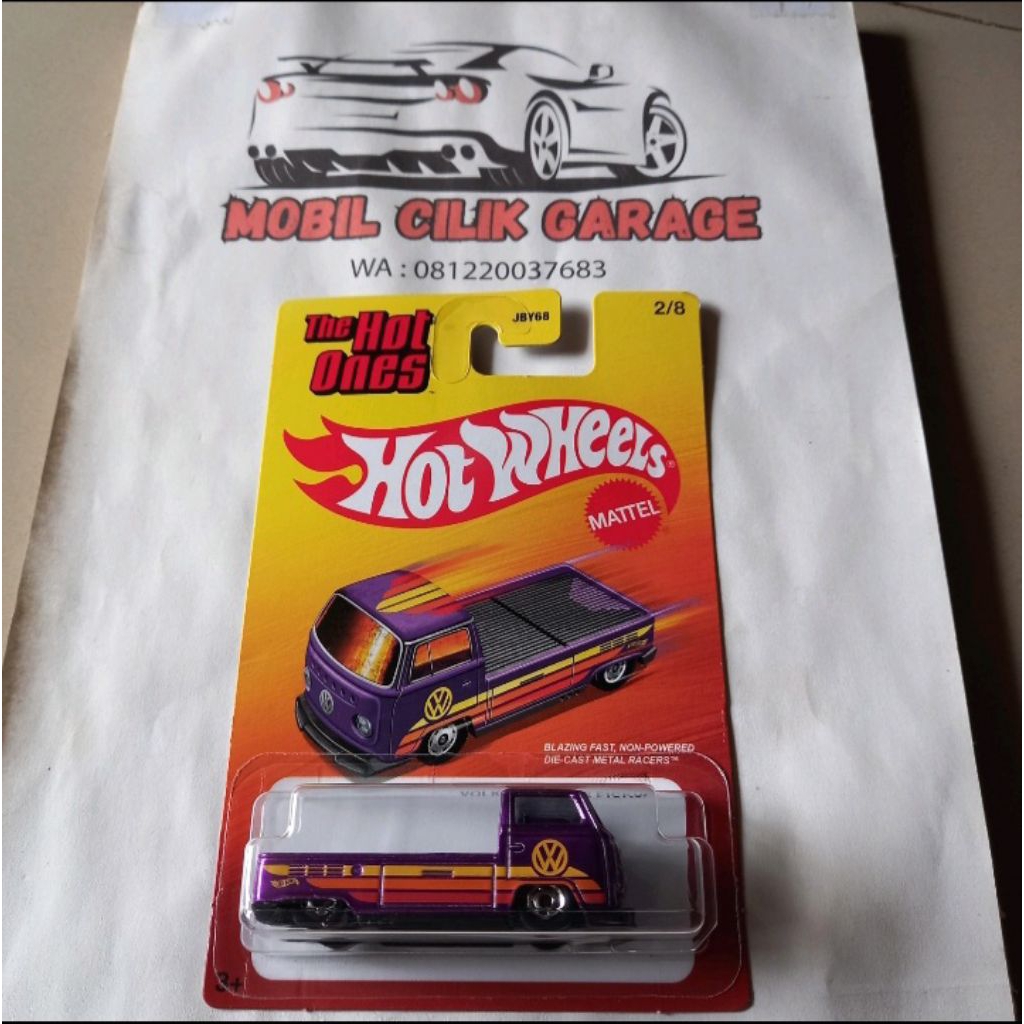 MOBIL CILIK GARAGE
WA : 081220037683
The Hot Ones
JBY68
2/8
Hot Wheels
MATTEL
BLAZING FAST, NON-POWERED
DIE-CAST METAL RACERS™
3+